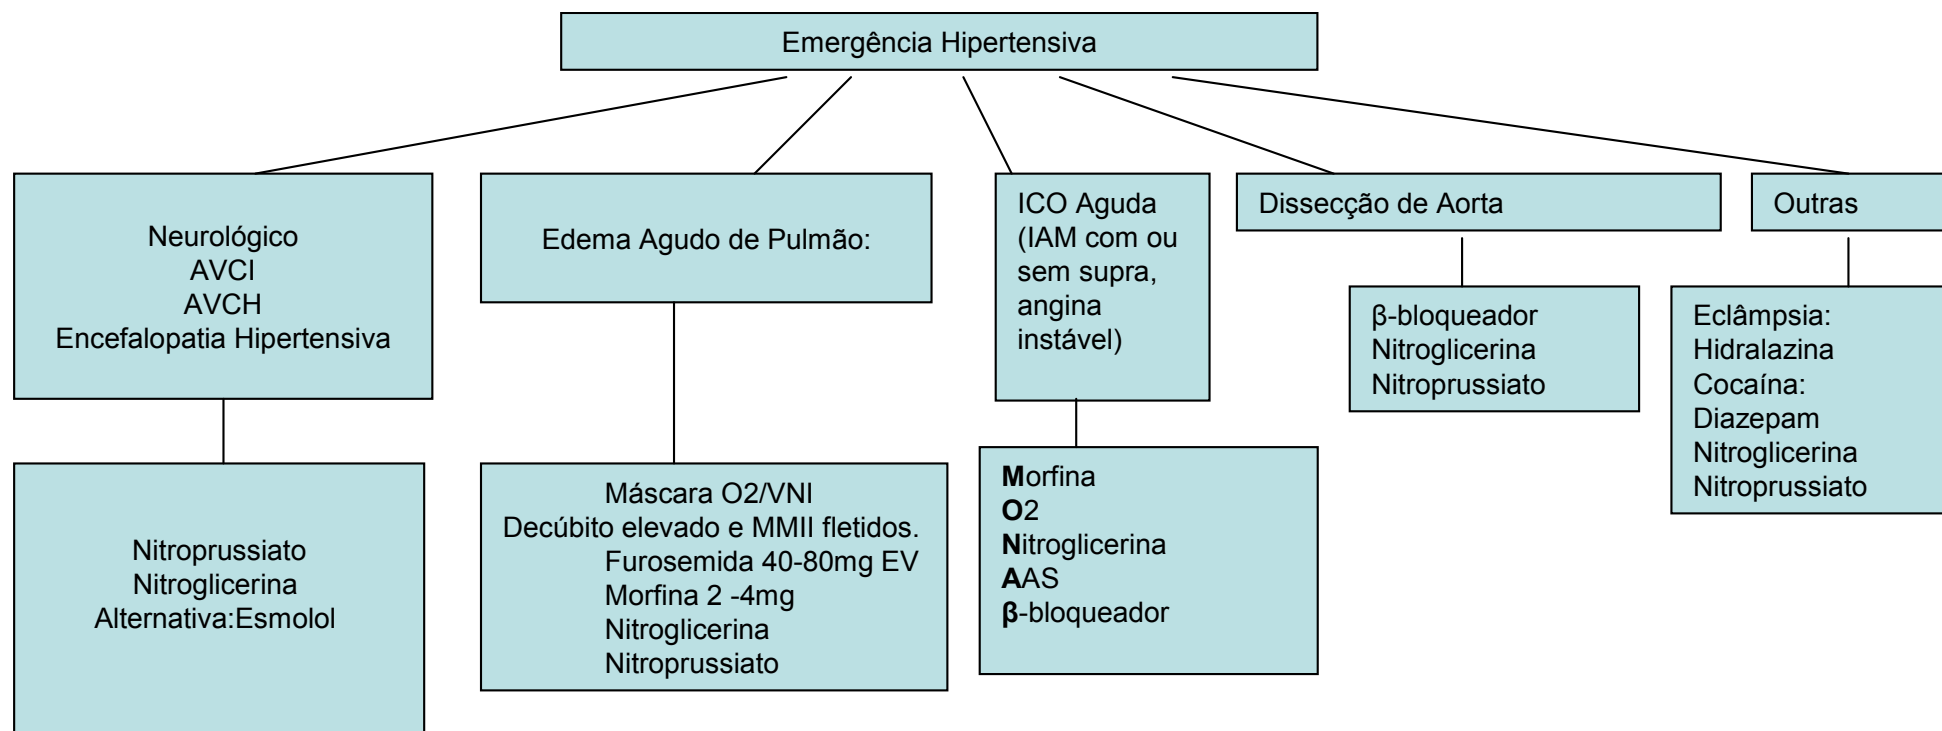 Emergência Hipertensiva
Neurológico
AVCI
AVCH
Encefalopatia Hipertensiva
Edema Agudo de Pulmão:
ICO Aguda
(IAM com ou
sem supra,
angina
instável)
Dissecção de Aorta
Outras
Nitroprussiato
Nitroglicerina
Alternativa:Esmolol
Máscara O2/VNI
Decúbito elevado e MMII fletidos.
Furosemida 40-80mg EV
Morfina 2 -4mg
Nitroglicerina
Nitroprussiato
Morfina
O2
Nitroglicerina
AAS
β-bloqueador
β-bloqueador
Nitroglicerina
Nitroprussiato
Eclâmpsia:
Hidralazina
Cocaína:
Diazepam
Nitroglicerina
Nitroprussiato